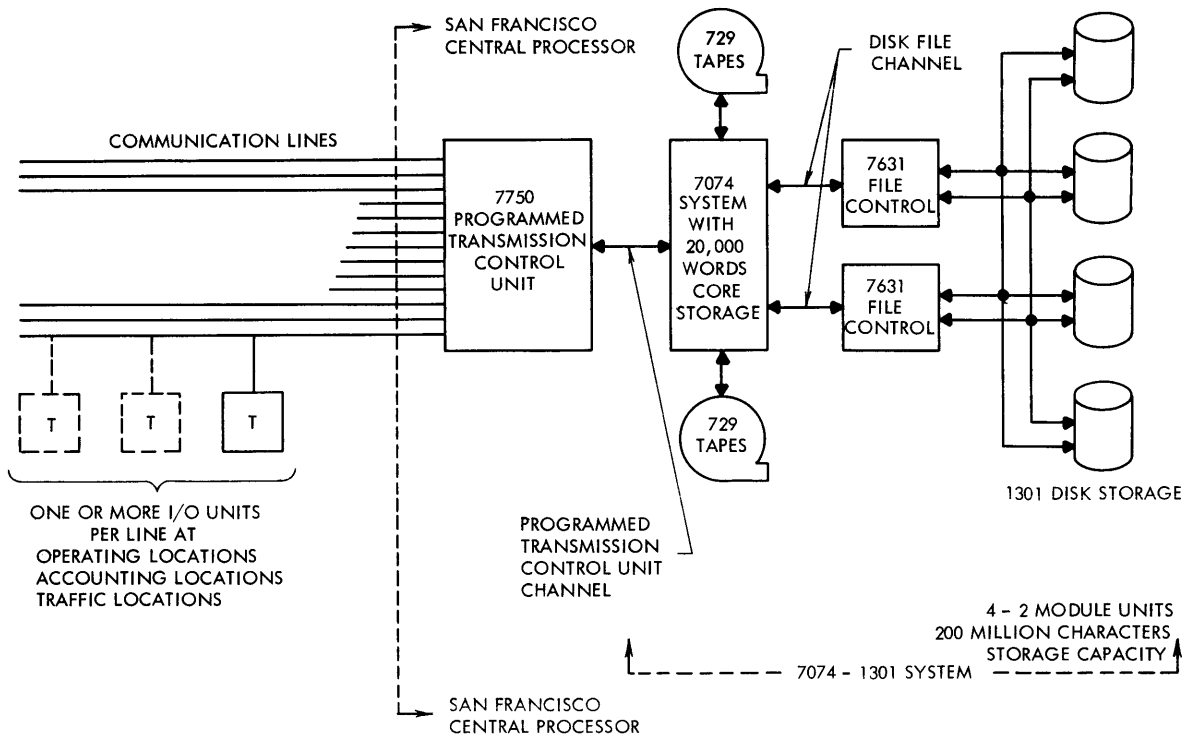 SAN FRANCISCO
CENTRAL PROCESSOR
729
TAPES
DISK FILE
CHANNEL
COMMUNICATION LINES
7750
PROGRAMMED
TRANSMISSION
CONTROL
UNIT
7074
SYSTEM
WITH
20,000
WORDS
CORE
STORAGE
7631
FILE
CONTROL
7631
FILE
CONTROL
T
T
T
729
TAPES
1301 DISK STORAGE
ONE OR MORE I/O UNITS
PER LINE AT
OPERATING LOCATIONS
ACCOUNTING LOCATIONS
TRAFFIC LOCATIONS
PROGRAMMED
TRANSMISSION
CONTROL UNIT
CHANNEL
4 - 2 MODULE UNITS
200 MILLION CHARACTERS
STORAGE CAPACITY
7074 - 1301 SYSTEM
SAN FRANCISCO
CENTRAL PROCESSOR